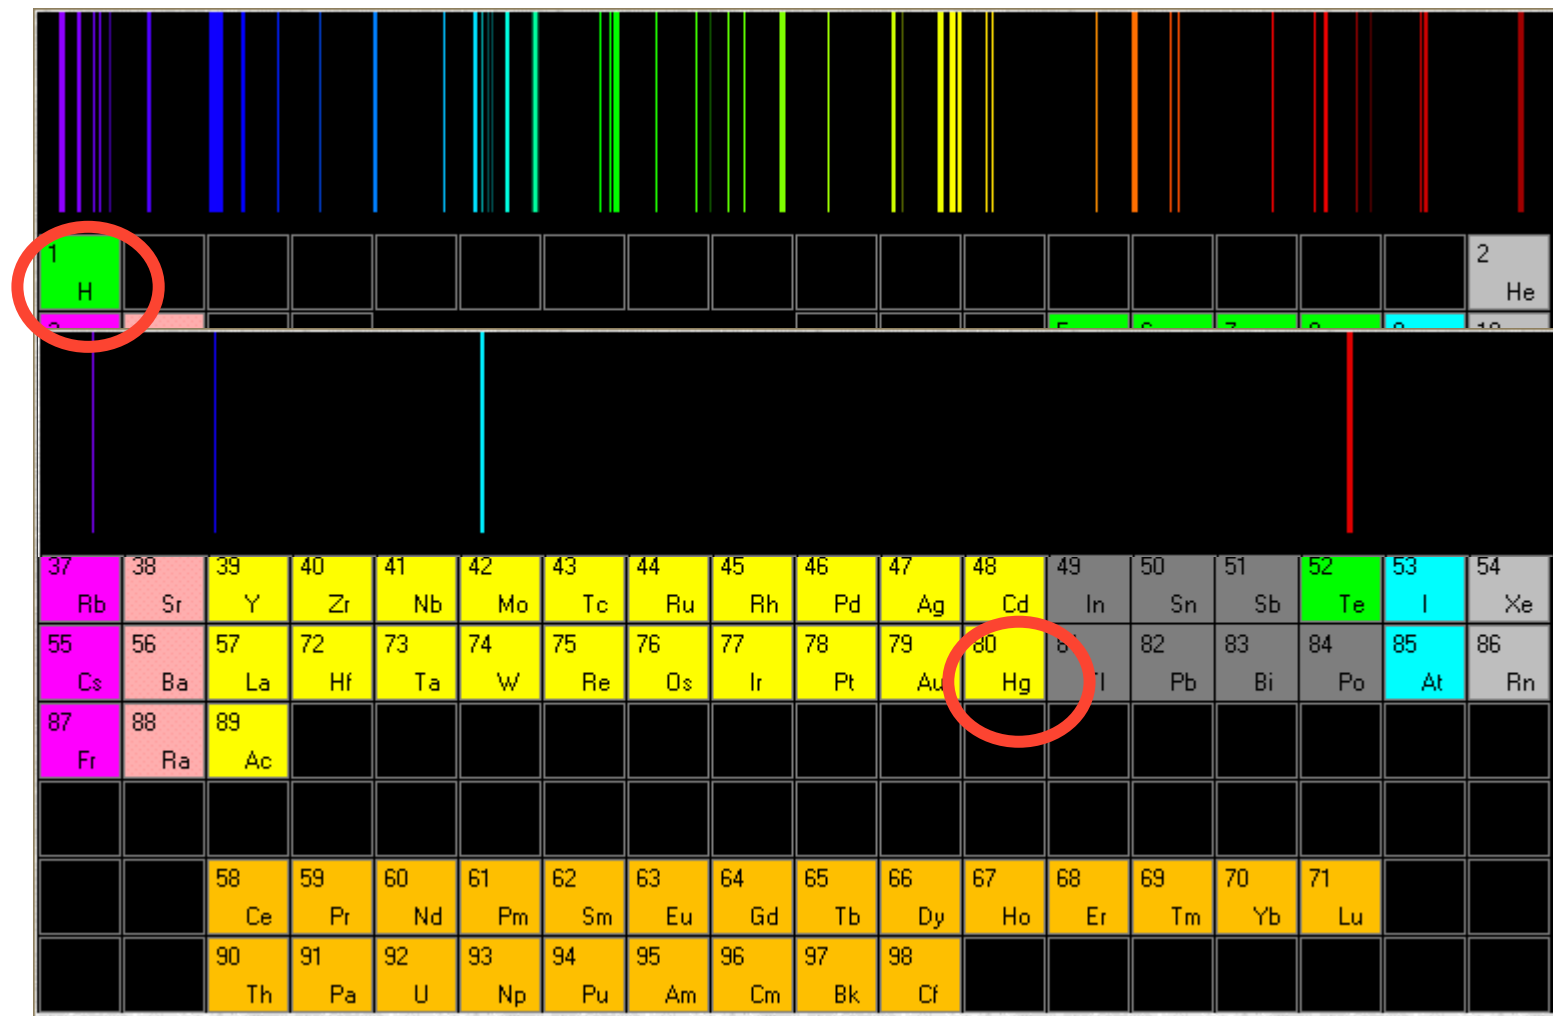 1 2
H He
37 38 39 40 41 42 43 44 45 46 47 48 49 50 51 52 53 54
Rb Sr Y Zr Nb Mo Tc Ru Rh Pd Ag Cd In Sn Sb Te I Xe
55 56 57 72 73 74 75 76 77 78 79 80 81 82 83 84 85 86
Cs Ba La Hf Ta W Re Os Ir Pt Au Hg Tl Pb Bi Po At Rn
87 88 89
Fr Ra Ac
58 59 60 61 62 63 64 65 66 67 68 69 70 71
Ce Pr Nd Pm Sm Eu Gd Tb Dy Ho Er Tm Yb Lu
90 91 92 93 94 95 96 97 98
Th Pa U Np Pu Am Cm Bk Cf